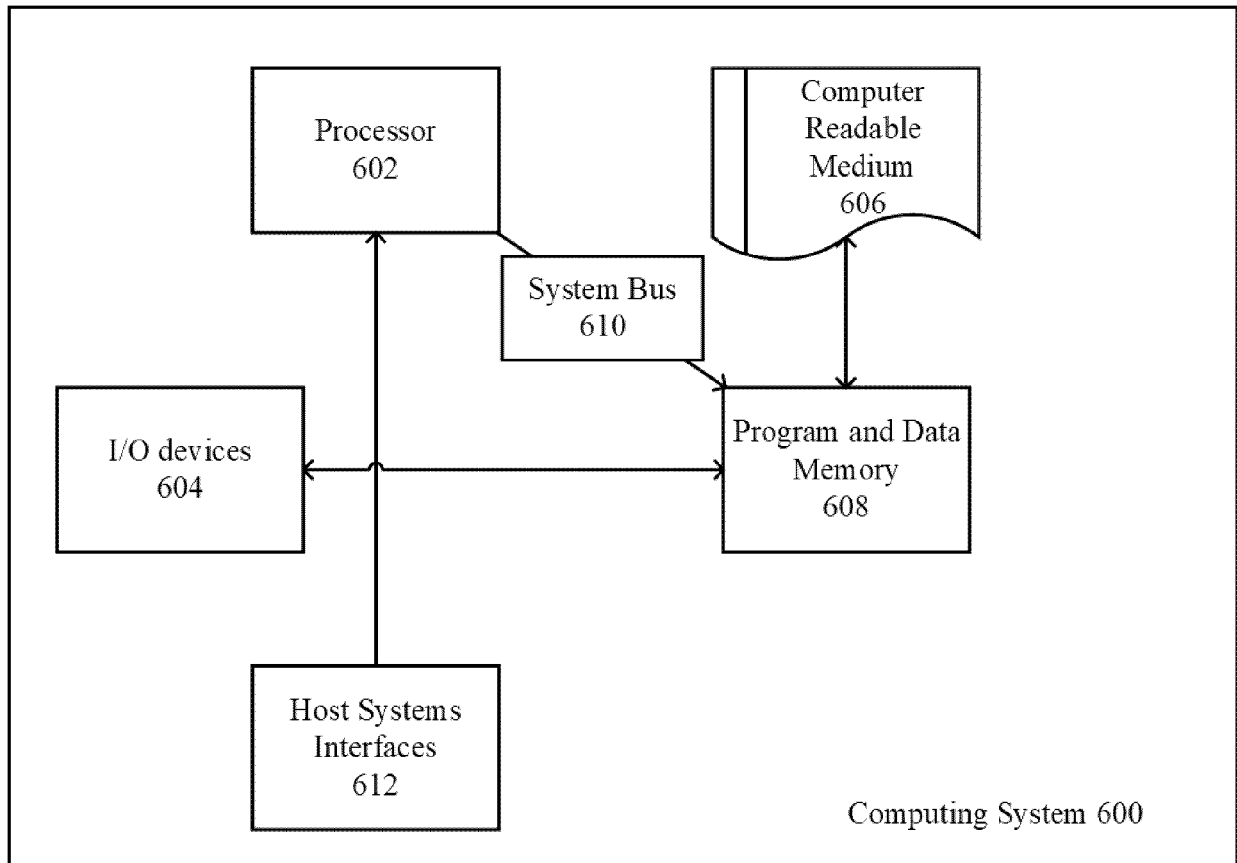 Processor
602
Computer
Readable
Medium
606
System Bus
610
I/O devices
604
Program and Data
Memory
608
Host Systems
Interfaces
612
Computing System 600